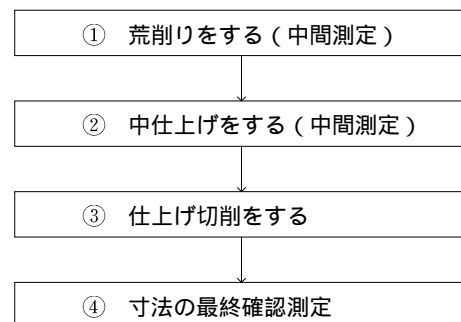 ① 荒削りをする(中間測定)
② 中仕上げをする(中間測定)
③ 仕上げ切削をする
④ 寸法の最終確認測定